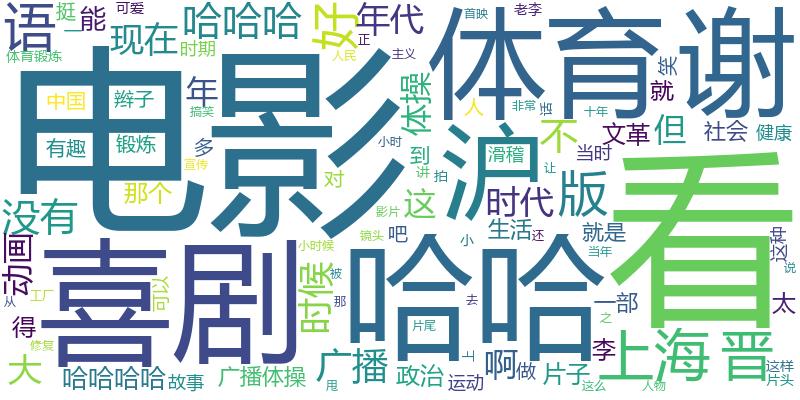 语
挺
一
能
可爱
现在
哈哈哈
好
年代
正
首映
老李
体育
谢
体育锻炼
时期
人民
主义
笑
电影
中国
辫子
年
搞笑
体操
人
非常
十年
就
有趣
锻炼
多
小时
到
沪
滑稽
不
文革
但
社会
健康
宣传
讲
拍
当时
让
看
那个
对
这
时代
版
没有
影片
生活
就是
动画
喜剧
小时候
镜头
吧
小
还
当年
这种
时候
哈哈
被
那
去
说
从
工厂
可以
一部
太
得
之
修复
片尾
上
李
上海
晋
大
哈哈哈哈
故事
广播体操
广播
甩
政治
运动
啊
做
片子
这么
人物
这样
片头